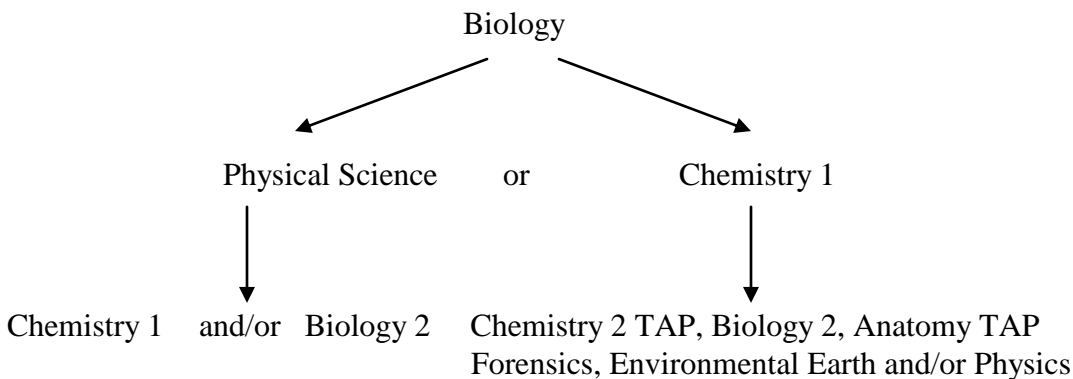 Biology
Physical Science or Chemistry 1
Chemistry 1 and/or Biology 2 Chemistry 2 TAP, Biology 2, Anatomy TAP
Forensics, Environmental Earth and/or Physics